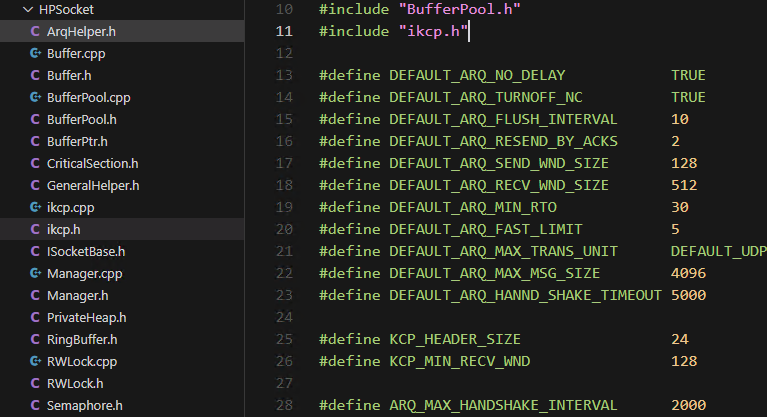 HPSocket
ArqHelper.h
Buffer.cpp
Buffer.h
BufferPool.cpp
BufferPool.h
BufferPtr.h
CriticalSection.h
GeneralHelper.h
ikcp.cpp
ikcp.h
ISocketBase.h
Manager.cpp
Manager.h
PrivateHeap.h
RingBuffer.h
RWLock.cpp
RWLock.h
Semaphore.h
10 #include "BufferPool.h"
11 #include "ikcp.h"
12
13 #define DEFAULT_ARQ_NO_DELAY TRUE
14 #define DEFAULT_ARQ_TURNOFF_NC TRUE
15 #define DEFAULT_ARQ_FLUSH_INTERVAL 10
16 #define DEFAULT_ARQ_RESEND_BY_ACKS 2
17 #define DEFAULT_ARQ_SEND_WND_SIZE 128
18 #define DEFAULT_ARQ_RECV_WND_SIZE 512
19 #define DEFAULT_ARQ_MIN_RTO 30
20 #define DEFAULT_ARQ_FAST_LIMIT 5
21 #define DEFAULT_ARQ_MAX_TRANS_UNIT DEFAULT_UDP
22 #define DEFAULT_ARQ_MAX_MSG_SIZE 4096
23 #define DEFAULT_ARQ_HANND_SHAKE_TIMEOUT 5000
24
25 #define KCP_HEADER_SIZE 24
26 #define KCP_MIN_RECV_WND 128
27
28 #define ARQ_MAX_HANDSHAKE_INTERVAL 2000